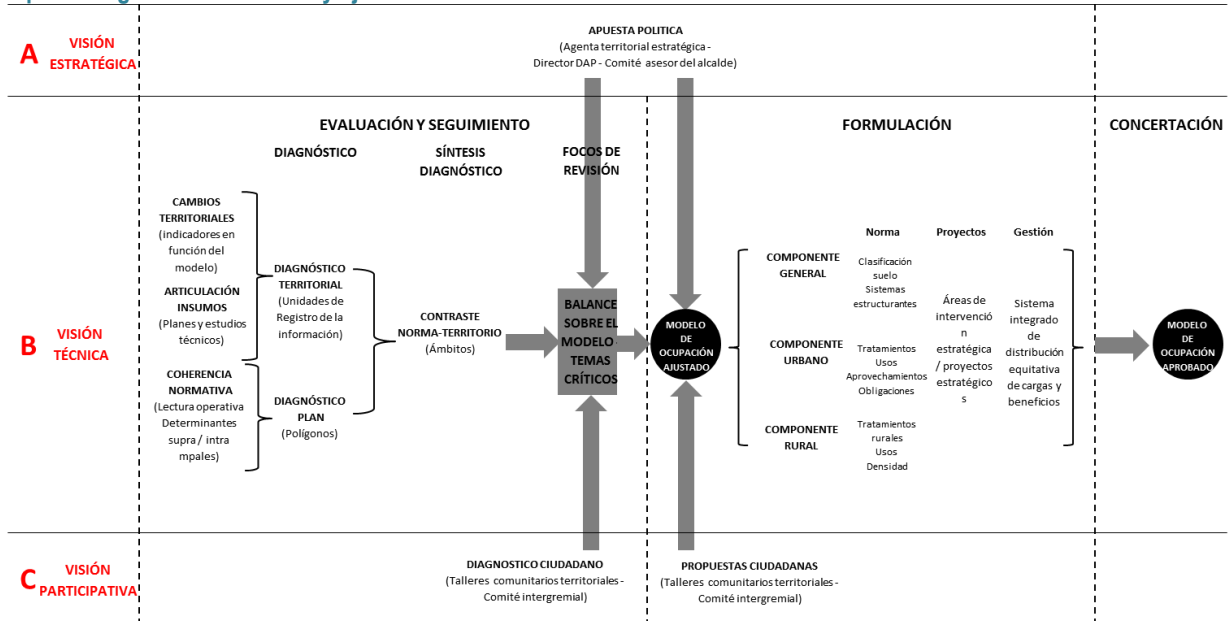 A
VISIÓN
ESTRATÉGICA
APUESTA POLITICA
(Agenta territorial estratégica -
Director DAP - Comité asesor del alcalde)
EVALUACIÓN Y SEGUIMIENTO
FORMULACIÓN
CONCERTACIÓN
DIAGNÓSTICO
SÍNTESIS
DIAGNÓSTICO
FOCOS DE
REVISIÓN
B
VISIÓN
TÉCNICA
CAMBIOS
TERRITORIALES
(indicadores en
función del
modelo)
ARTICULACIÓN
INSUMOS
(Planes y estudios
técnicos)
COHERENCIA
NORMATIVA
(Lectura operativa
Determinantes
supra / intra
mpales)
DIAGNÓSTICO
TERRITORIAL
(Unidades de
Registro de la
información)
DIAGNÓSTICO
PLAN
(Polígonos)
CONTRASTE
NORMA-TERRITORIO
(Ámbitos)
BALANCE
SOBRE EL
MODELO -
TEMAS
CRÍTICOS
MODELO
DE
OCUPACIÓN
AJUSTADO
COMPONENTE
GENERAL
COMPONENTE
URBANO
COMPONENTE
RURAL
Norma
Clasificación
suelo
Sistemas
estructurantes
Tratamientos
Usos
Aprovechamientos
Obligaciones
Tratamientos
rurales
Usos
Densidad
Proyectos
Áreas de
intervenció
n
estratégica
/ proyectos
estratégico
s
Gestión
Sistema
integrado
de
distribución
equitativa
de cargas y
beneficios
MODELO
DE
OCUPACIÓN
APROBADO
C
VISIÓN
PARTICIPATIVA
DIAGNOSTICO CIUDADANO
(Talleres comunitarios territoriales -
Comité intergremial)
PROPUESTAS CIUDADANAS
(Talleres comunitarios territoriales -
Comité intergremial)